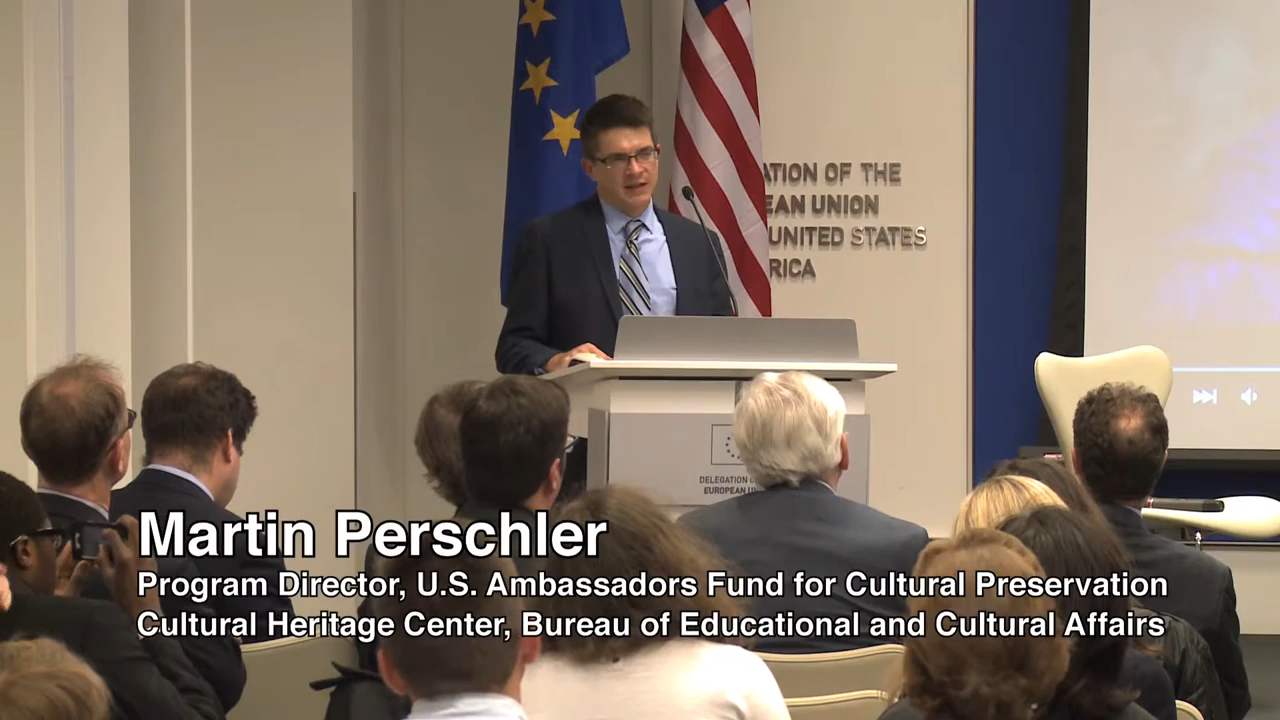 ATION OF THE
EAN UNION
UNITED STATES
RICA
DELEGATION O
EUROPEAN UN
Martin Perschler
Program Director, U.S. Ambassadors Fund for Cultural Preservation
Cultural Heritage Center, Bureau of Educational and Cultural Affairs